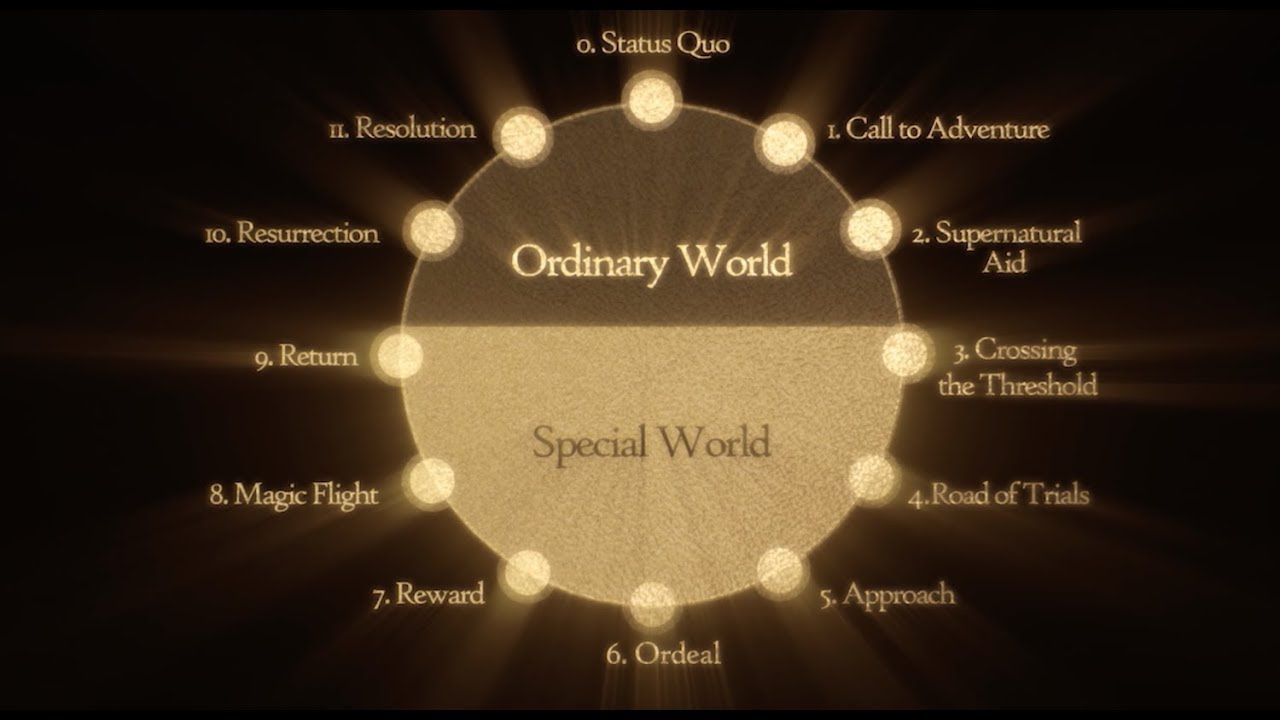 0. Status Quo
1. Call to Adventure
2. Supernatural
Aid
3. Crossing
the Threshold
4.Road of Trials
5. Approach
6. Ordeal
7. Reward
8. Magic Flight
9. Return
10. Resurrection
11. Resolution
Ordinary World
Special World